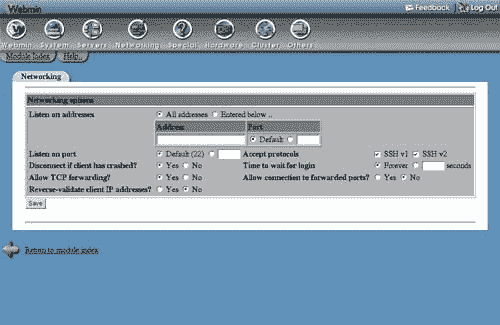 Webmin
Feedback Log Out
Webmin System Servers Networking Special Hardware Cluster Others
Module Index Help..
Networking
Networking options
Listen on addresses All addresses Entered below ..
Address Port
Default
Listen on port Default (22) Accept protocols SSH v1 SSH v2
Disconnect if client has crashed? Yes No Time to wait for login Forever seconds
Allow TCP forwarding? Yes No Allow connection to forwarded ports? Yes No
Reverse-validate client IP addresses? Yes No
Save
Return to module index